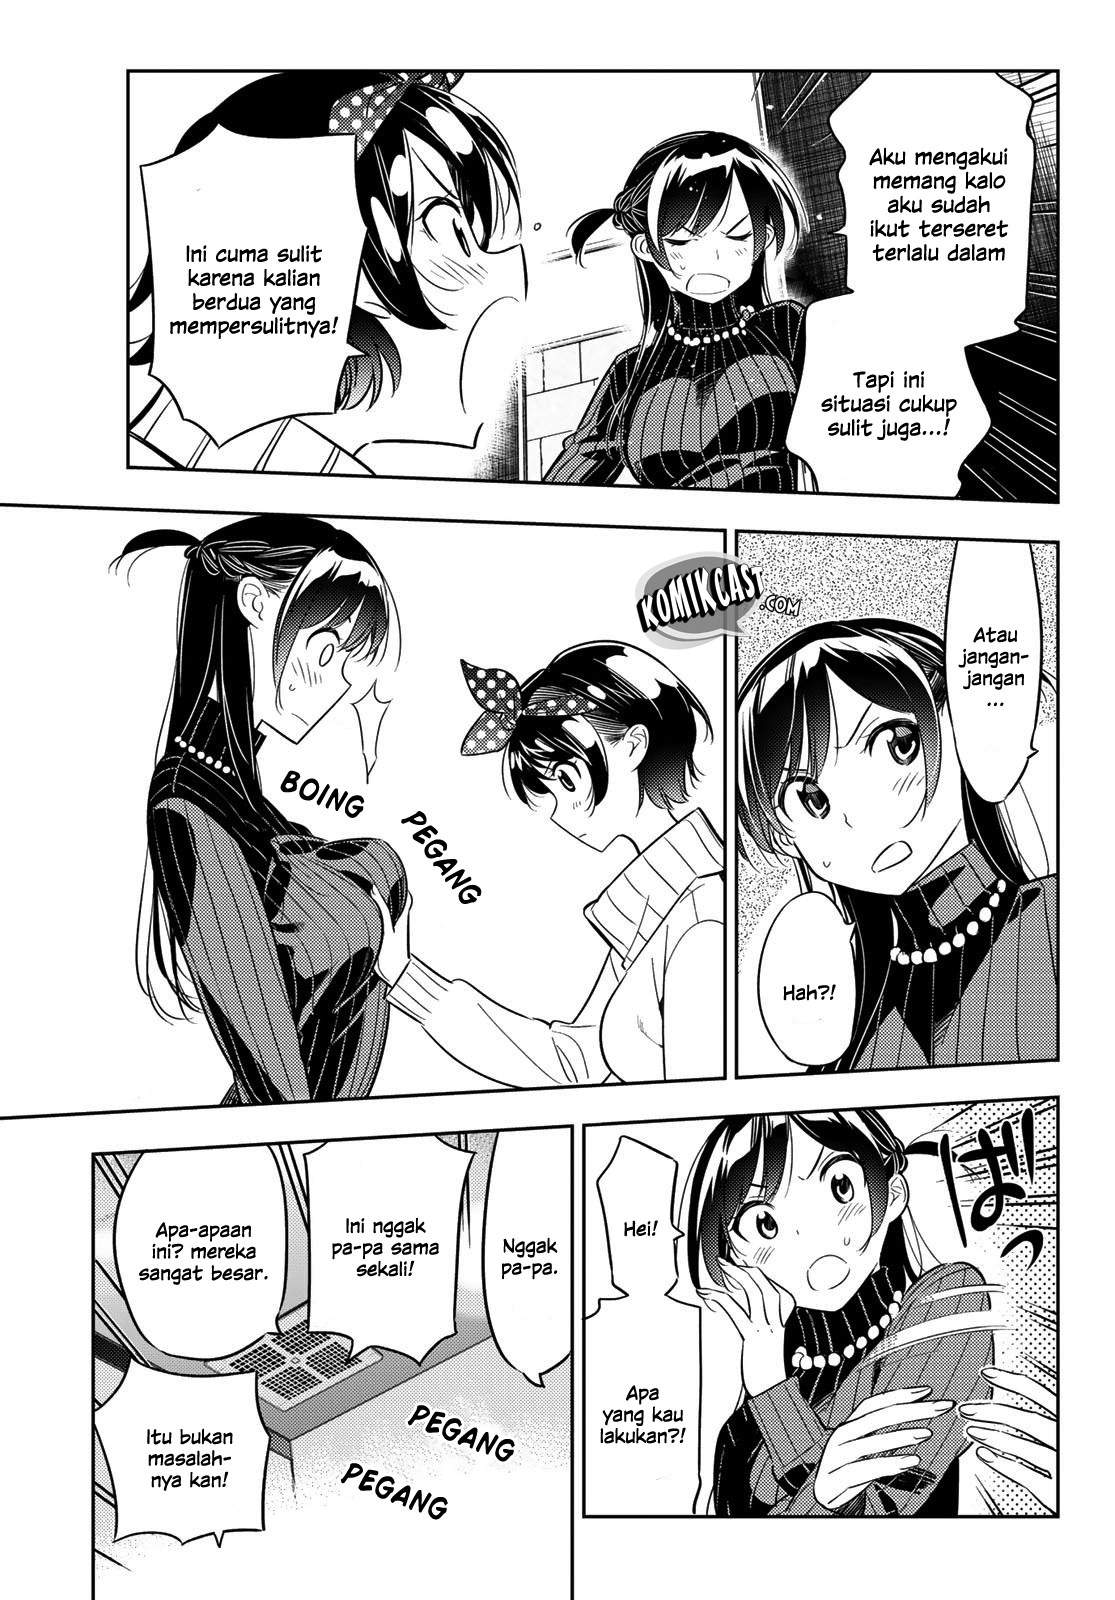 Aku mengakui
memang kalo
aku sudah
ikut terseret
terlalu dalam
Tapi ini
situasi cukup
sulit juga...!
Ini cuma sulit
karena kalian
berdua yang
mempersulitnya!
Atau
jangan-
jangan
...
Hah?!
KOMIKCAST
.COM
BOING
PEGANG
ばっ
Hei!
Apa
yang kau
lakukan?!
Nggak
pa-pa.
Ini nggak
pa-pa sama
sekali!
Apa-apaan
ini? mereka
sangat besar.
Itu bukan
masalah-
nya kan!
PEGANG
PEGANG